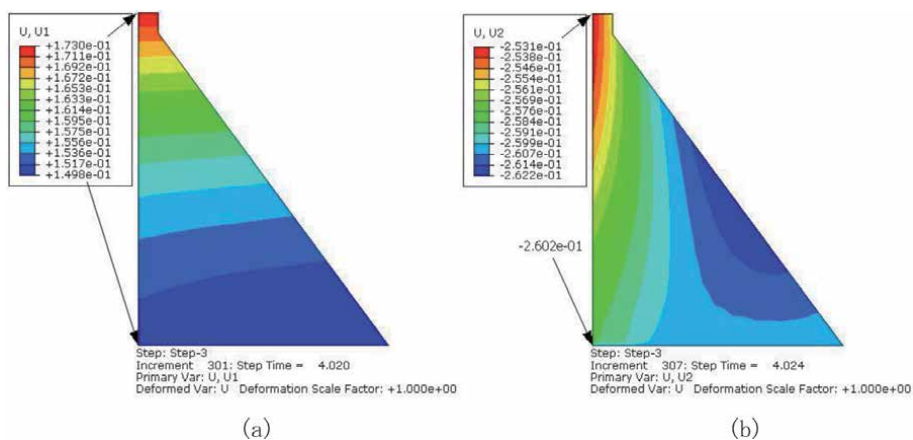 U, U1
+1.730e-01
+1.711e-01
+1.692e-01
+1.672e-01
+1.653e-01
+1.633e-01
+1.614e-01
+1.595e-01
+1.575e-01
+1.556e-01
+1.536e-01
+1.517e-01
+1.498e-01
Step: Step-3
Increment 301: Step Time = 4.020
Primary Var: U, U1
Deformed Var: U Deformation Scale Factor: +1.000e+00
(a)
U, U2
-2.531e-01
-2.538e-01
-2.546e-01
-2.554e-01
-2.561e-01
-2.569e-01
-2.576e-01
-2.584e-01
-2.591e-01
-2.599e-01
-2.607e-01
-2.614e-01
-2.622e-01
-2.602e-01
Step: Step-3
Increment 307: Step Time = 4.024
Primary Var: U, U2
Deformed Var: U Deformation Scale Factor: +1.000e+00
(b)